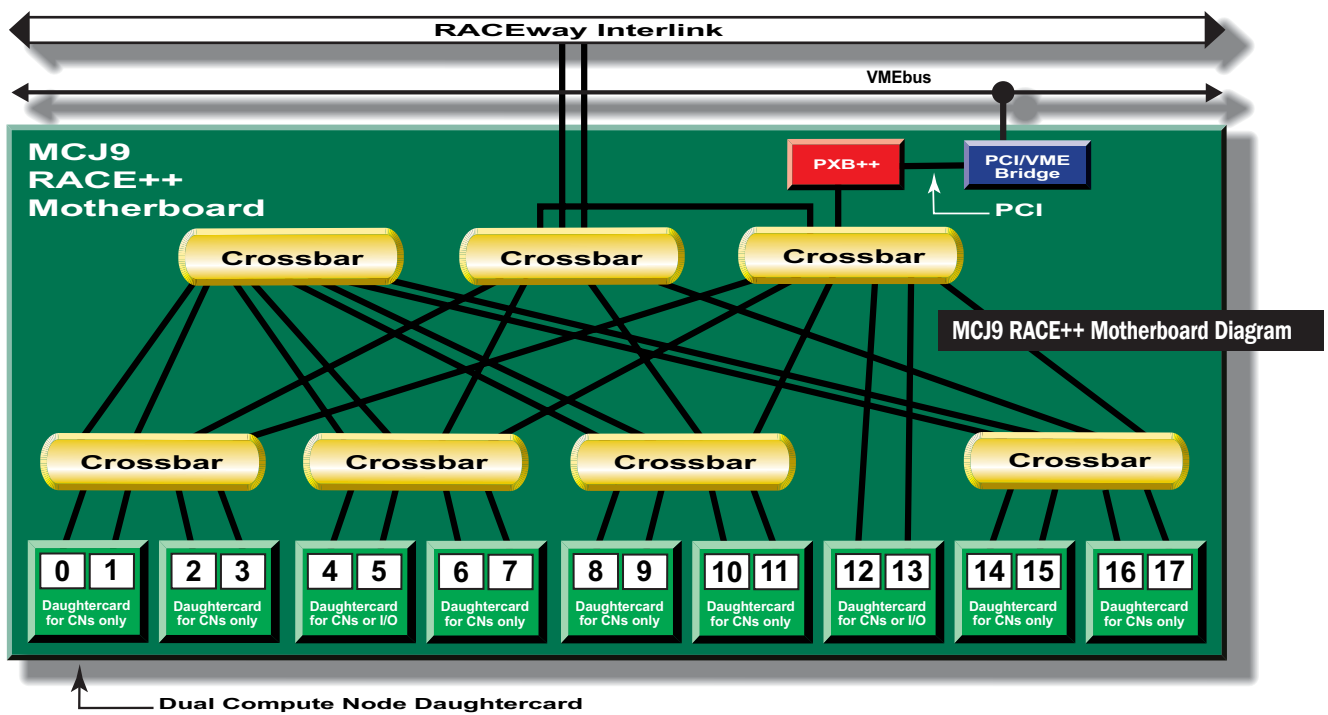 RACEway Interlink
VMEbus
MCJ9
RACE++
Motherboard
PXB++
PCI/VME
Bridge
PCI
Crossbar
Crossbar
Crossbar
MCJ9 RACE++ Motherboard Diagram
Crossbar
Crossbar
Crossbar
Crossbar
0 1
Daughtercard
for CNs only
2 3
Daughtercard
for CNs only
4 5
Daughtercard
for CNs or I/O
6 7
Daughtercard
for CNs only
8 9
Daughtercard
for CNs only
10 11
Daughtercard
for CNs only
12 13
Daughtercard
for CNs or I/O
14 15
Daughtercard
for CNs only
16 17
Daughtercard
for CNs only
Dual Compute Node Daughtercard